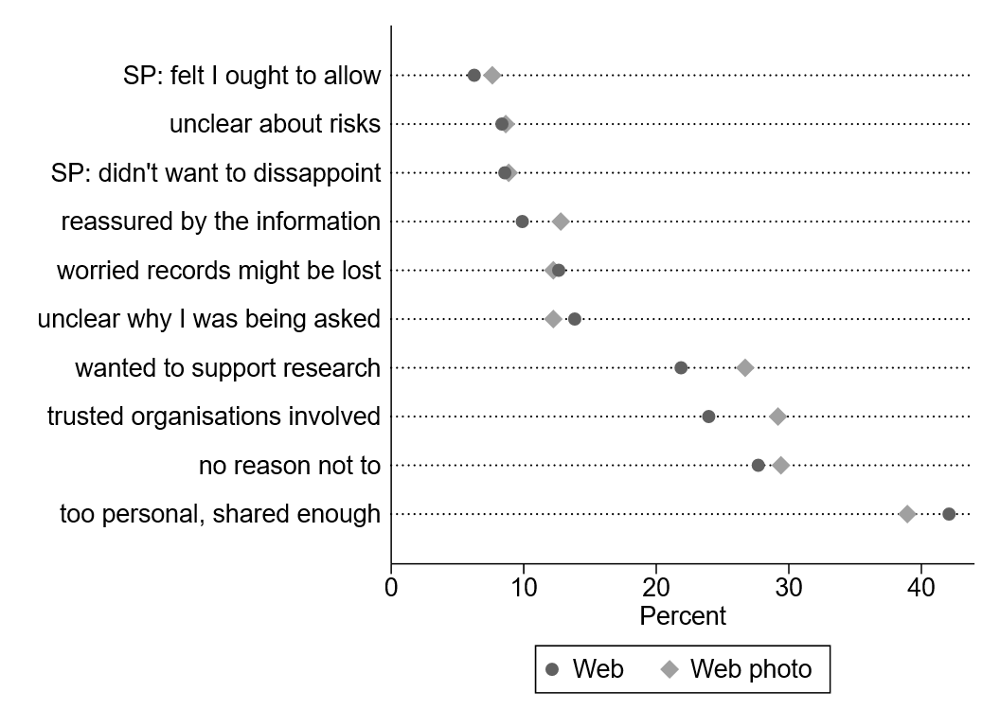 SP: felt I ought to allow
unclear about risks
SP: didn't want to dissappoint
reassured by the information
worried records might be lost
unclear why I was being asked
wanted to support research
trusted organisations involved
no reason not to
too personal, shared enough
0 10 20 30 40
Percent
Web Web photo